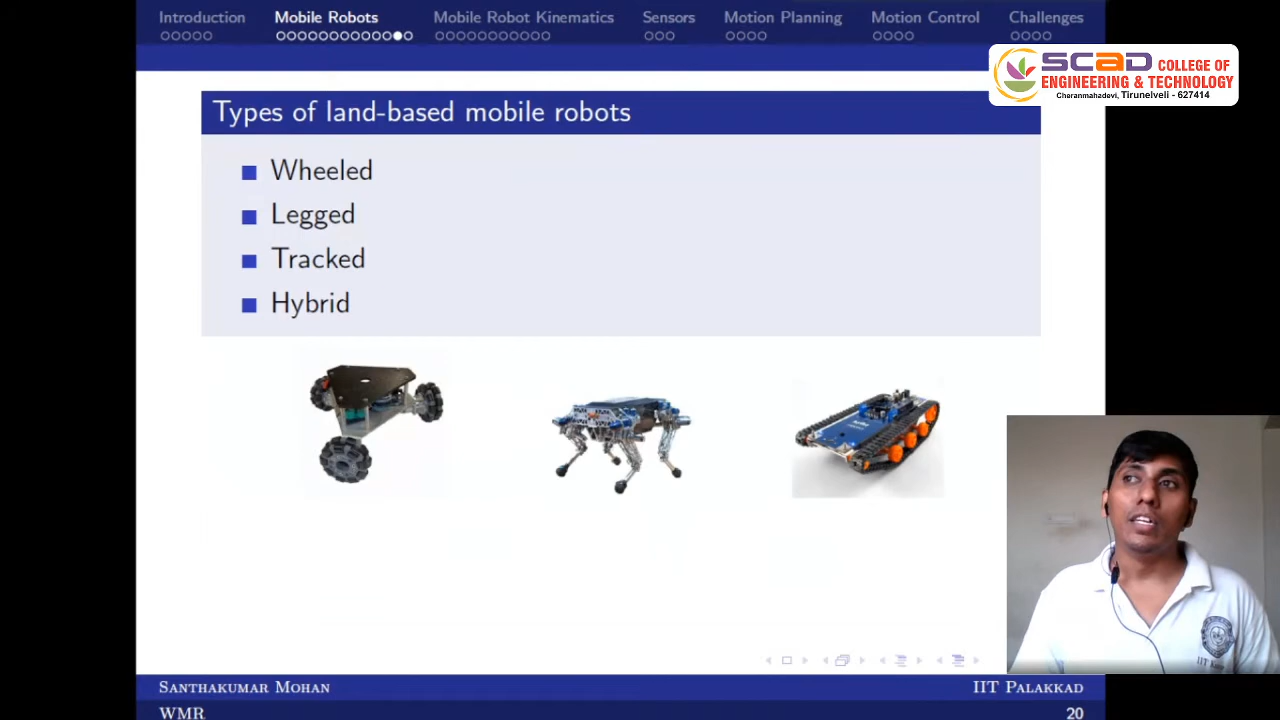 Introduction
Mobile Robots
Mobile Robot Kinematics
Sensors
Motion Planning
Motion Control
Challenges
SCAD COLLEGE OF
ENGINEERING & TECHNOLOGY
Cheranmahadevi, Tirunelveli - 627414
Types of land-based mobile robots
Wheeled
Legged
Tracked
Hybrid
SANTHAKUMAR MOHAN
IIT PALAKKAD
WMR
20